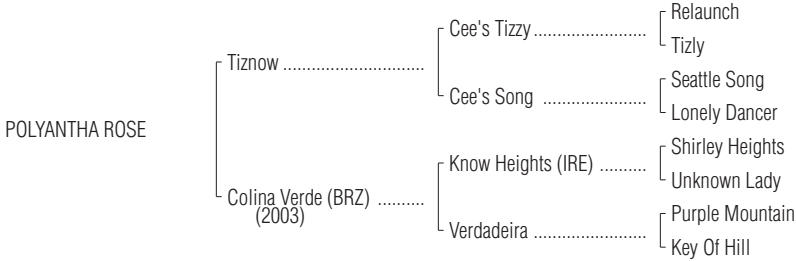 Relaunch
Cee's Tizzy ........................
Tizly
Tiznow ..............................
Seattle Song
Cee's Song ......................
Lonely Dancer
POLYANTHA ROSE
Shirley Heights
Know Heights (IRE) ..........
Unknown Lady
Colina Verde (BRZ) ..........
(2003)
Purple Mountain
Verdadeira ........................
Key Of Hill